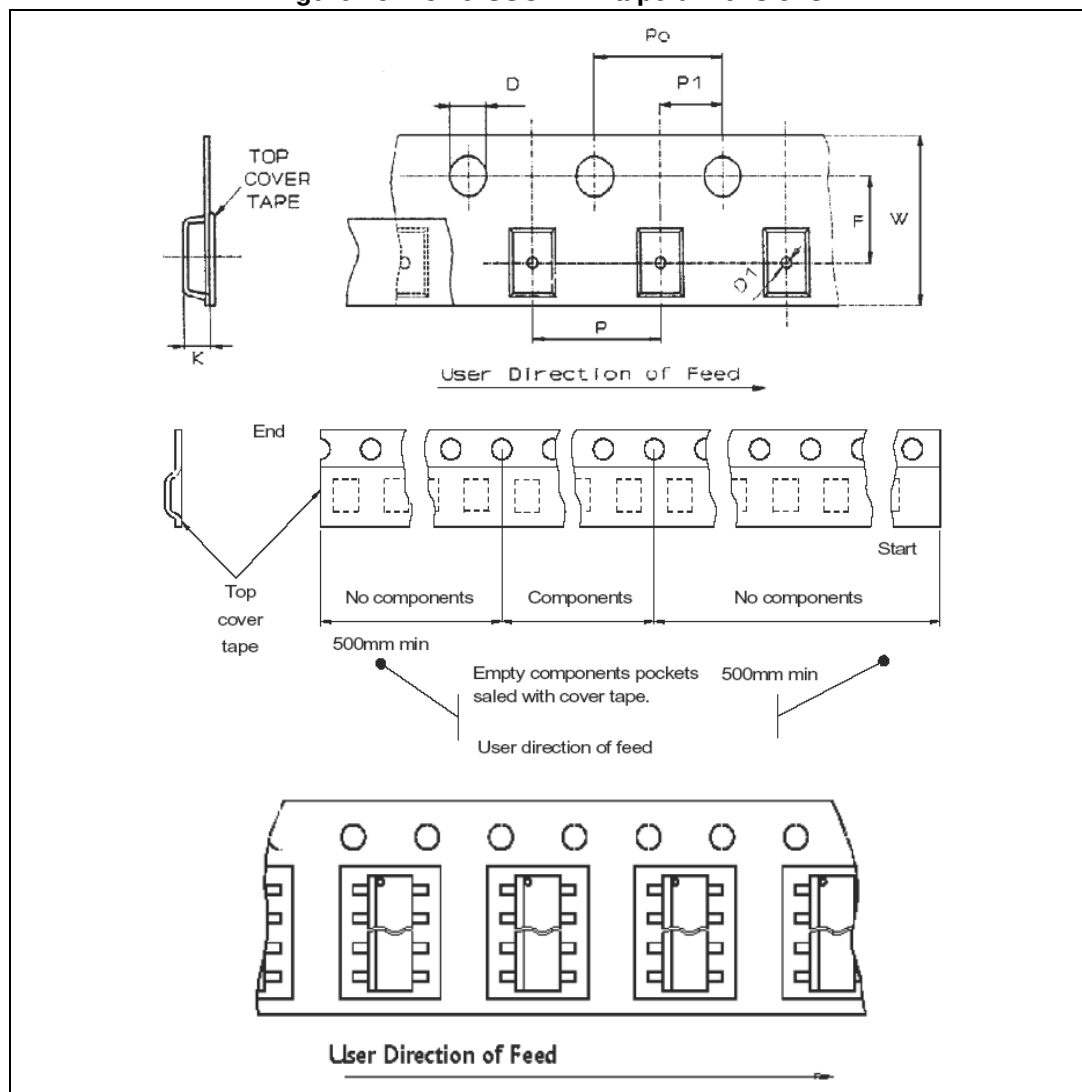 Po
D
P1
TOP
COVER
TAPE
F
W
D1
P
K
User Direction of Feed
End
Start
Top
cover
tape
No components
Components
No components
500mm min
Empty components pockets
saled with cover tape.
500mm min
User direction of feed
User Direction of Feed